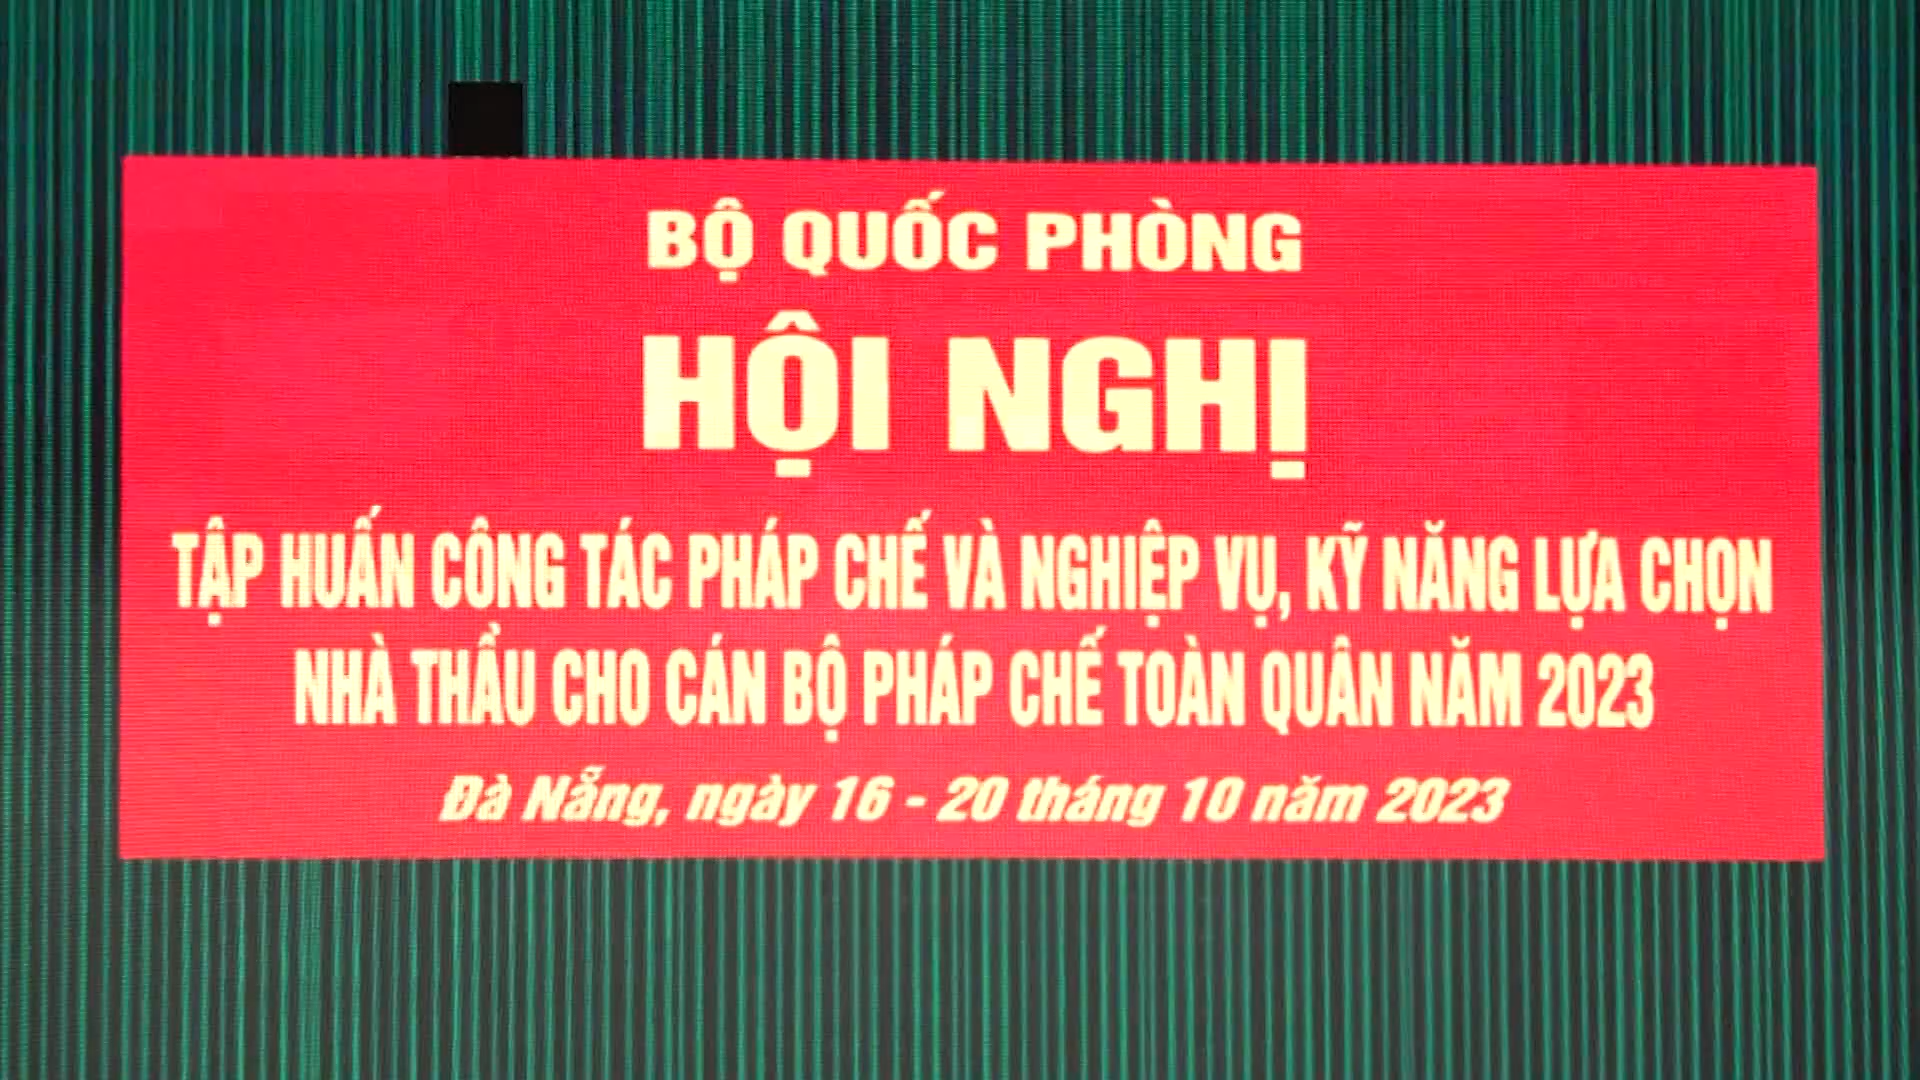 BỘ QUỐC PHÒNG
HỘI NGHỊ
TẬP HUẤN CÔNG TÁC PHÁP CHẾ VÀ NGHIỆP VỤ, KỸ NĂNG LỰA CHỌN
NHÀ THẦU CHO CÁN BỘ PHÁP CHẾ TOÀN QUÂN NĂM 2023
Đà Nẵng, ngày 16 - 20 tháng 10 năm 2023